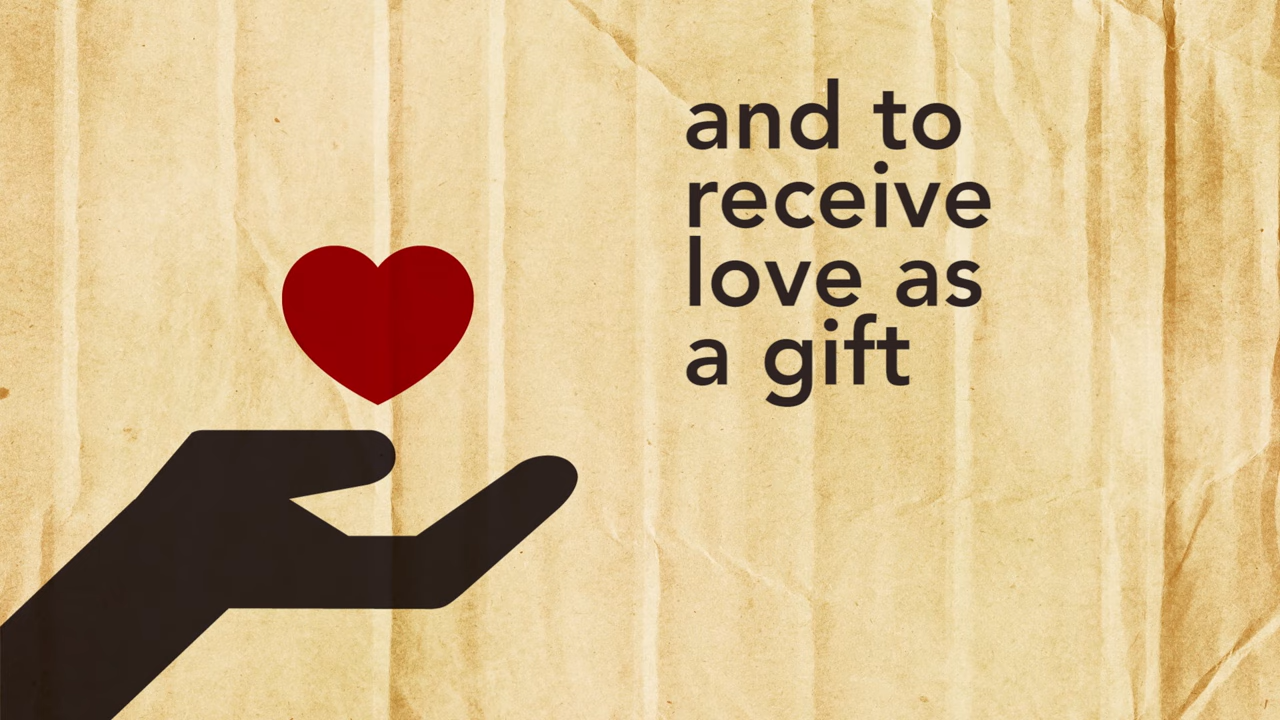 and to
receive
love as
a gift